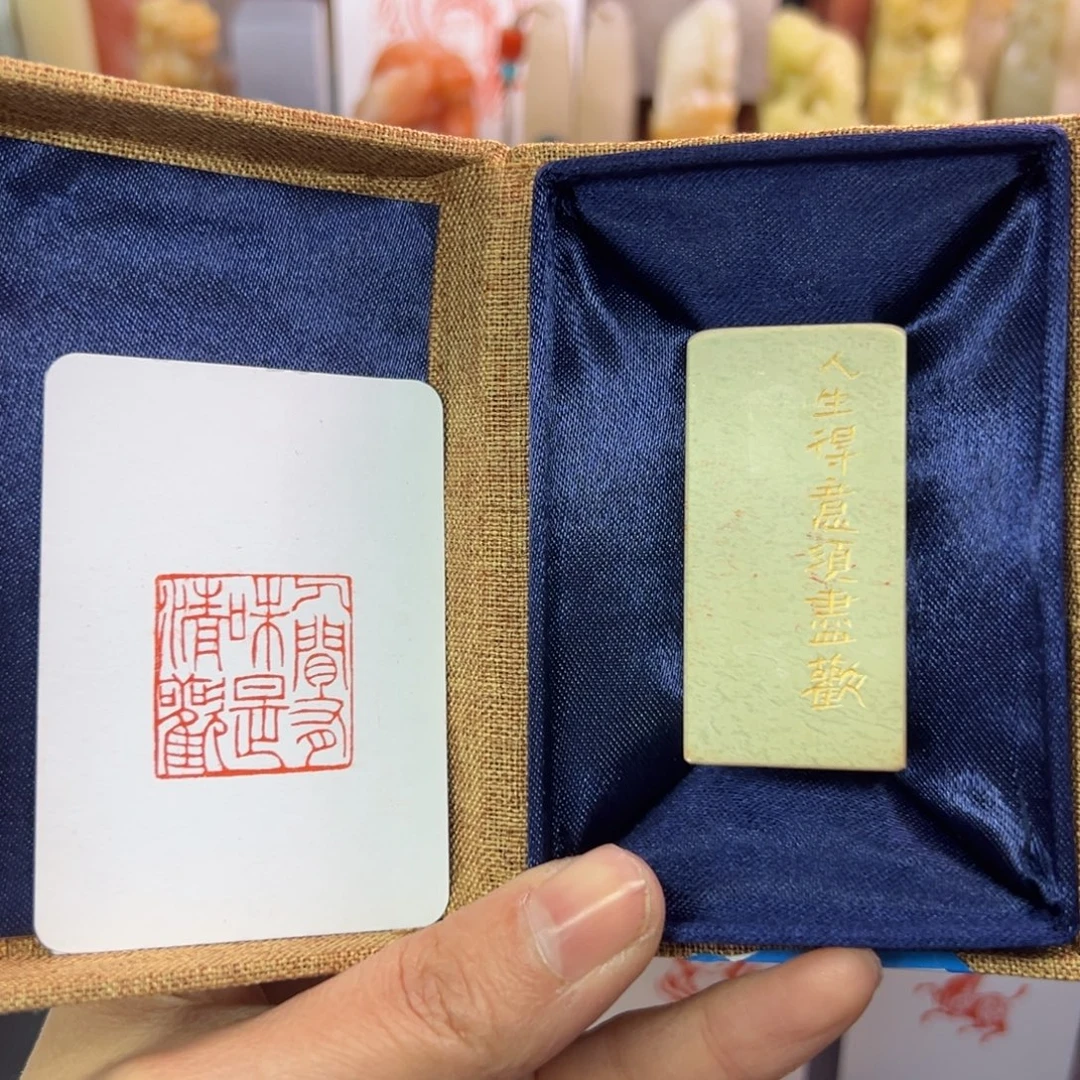 人間有
味是
清歡
人生得意須盡歡